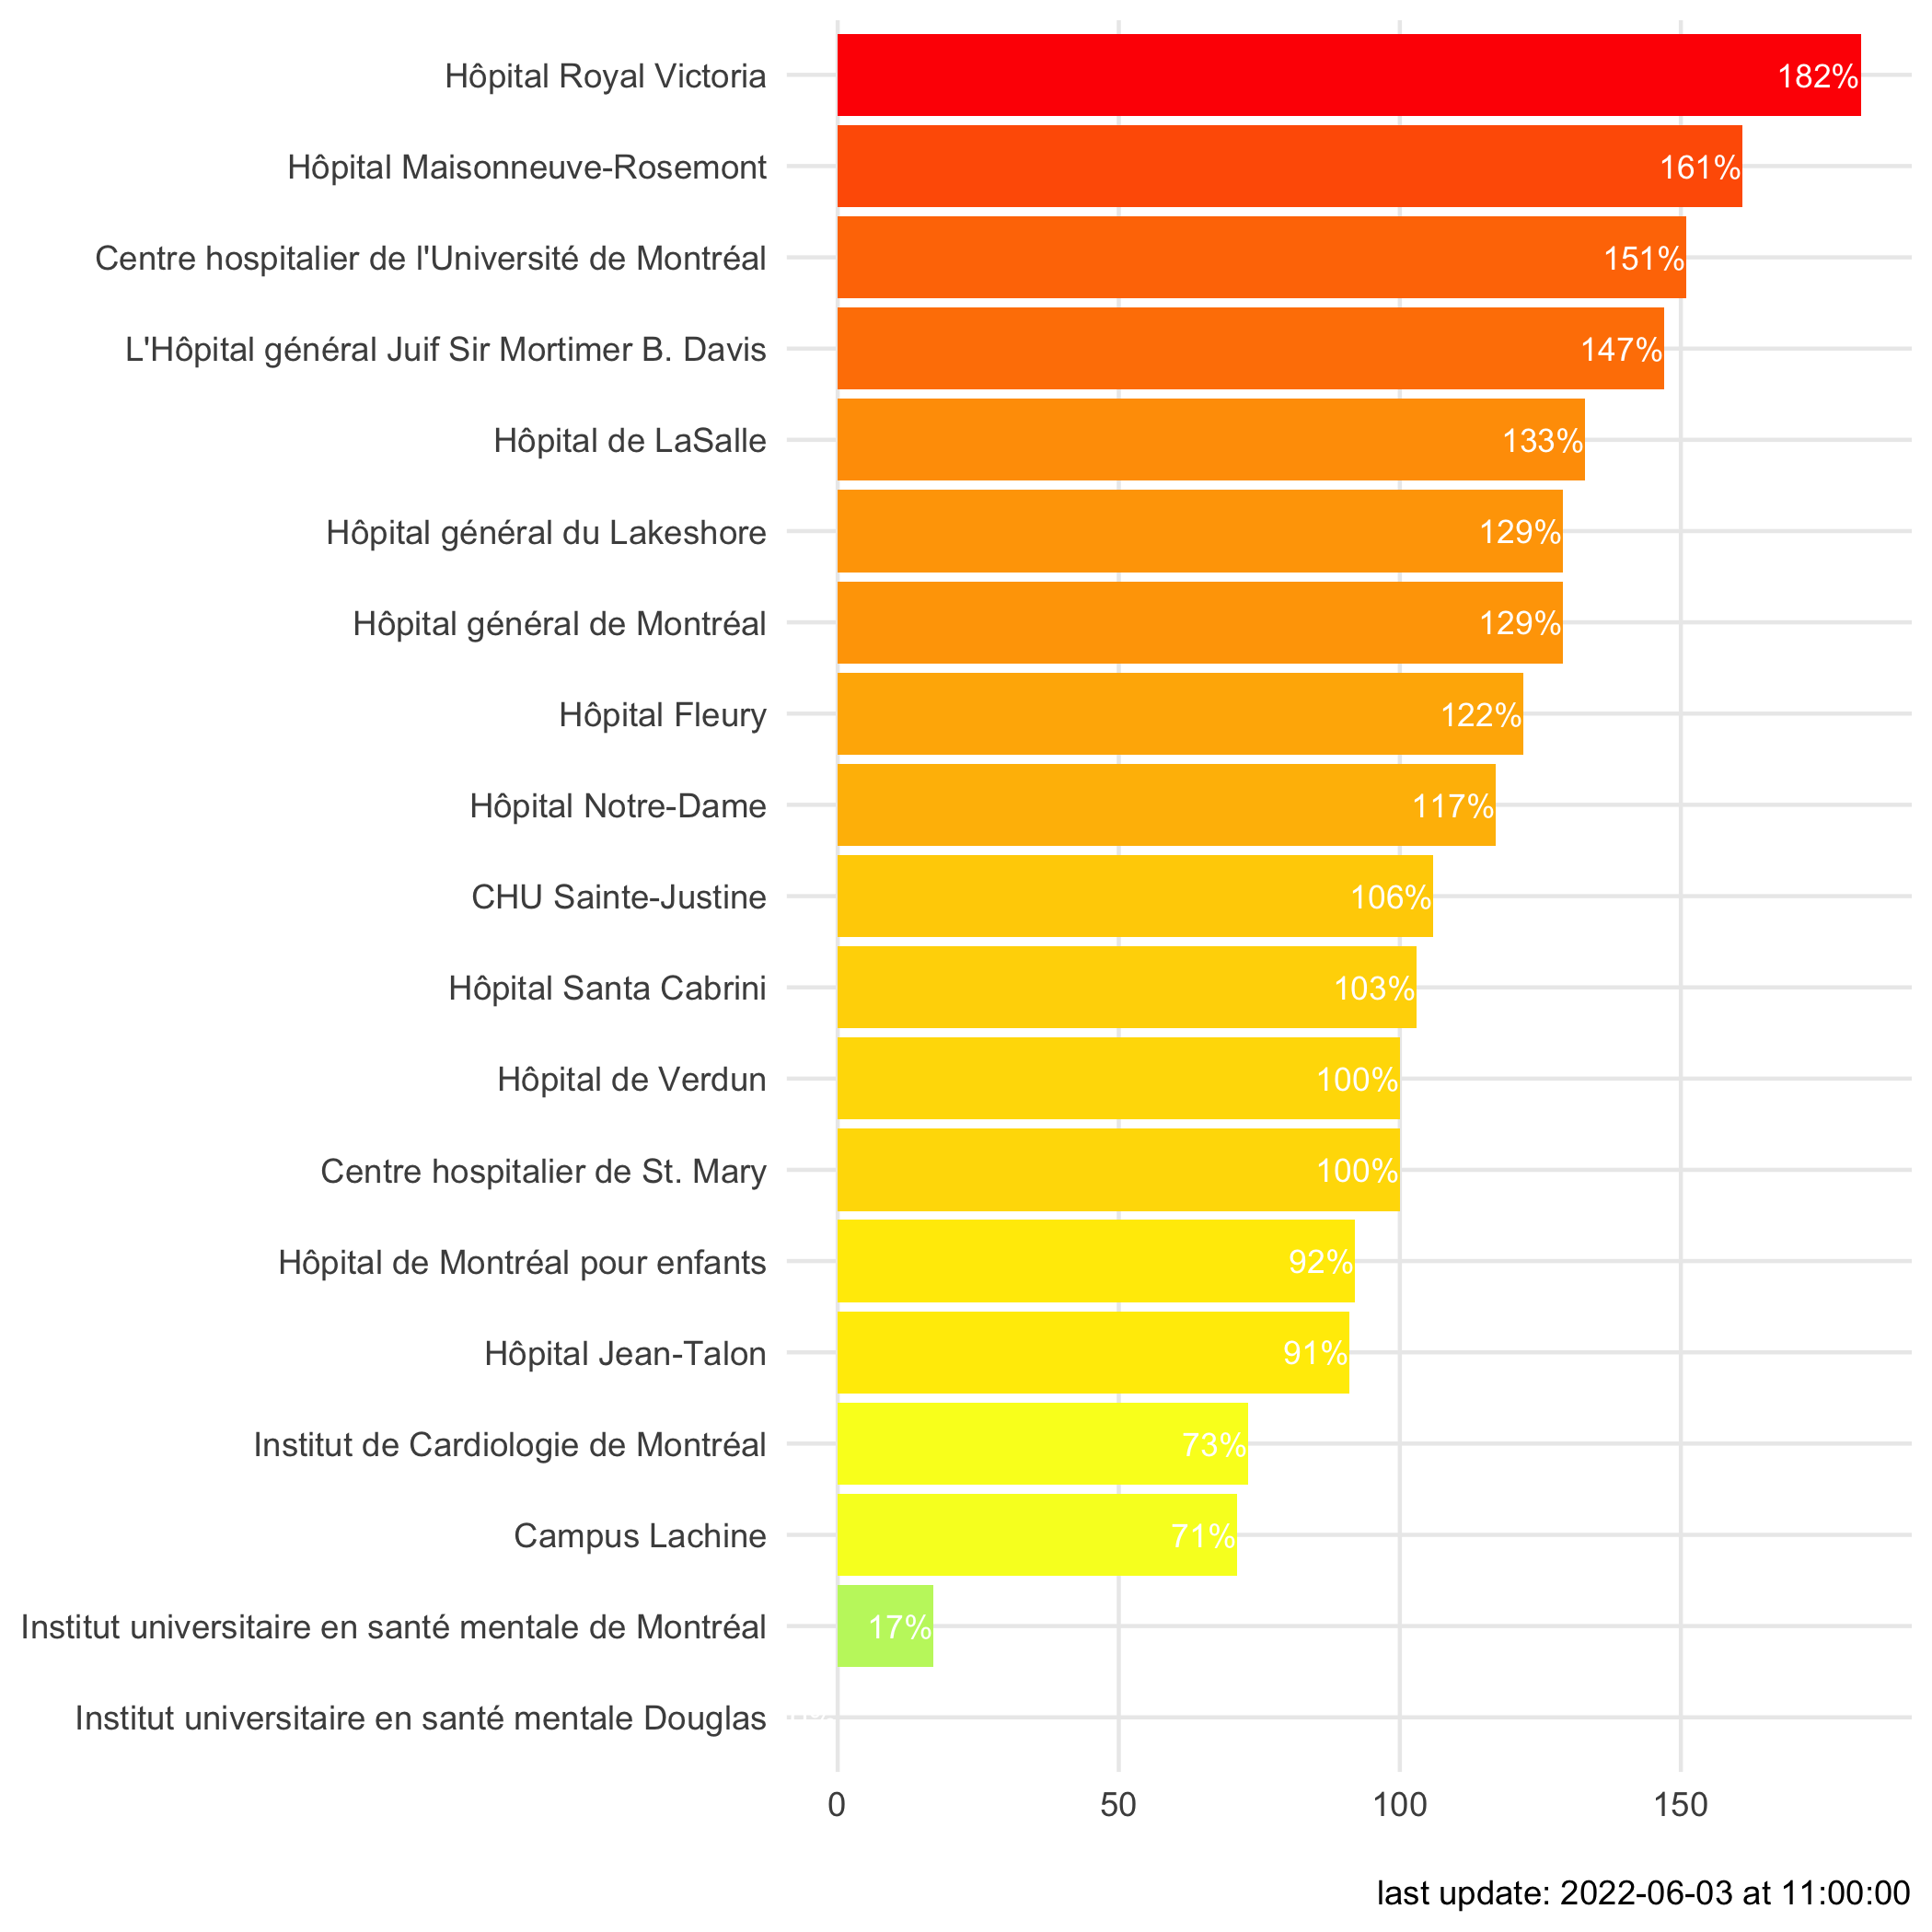 Hôpital Royal Victoria 182%
Hôpital Maisonneuve-Rosemont 161%
Centre hospitalier de l'Université de Montréal 151%
L'Hôpital général Juif Sir Mortimer B. Davis 147%
Hôpital de LaSalle 133%
Hôpital général du Lakeshore 129%
Hôpital général de Montréal 129%
Hôpital Fleury 122%
Hôpital Notre-Dame 117%
CHU Sainte-Justine 106%
Hôpital Santa Cabrini 103%
Hôpital de Verdun 100%
Centre hospitalier de St. Mary 100%
Hôpital de Montréal pour enfants 92%
Hôpital Jean-Talon 91%
Institut de Cardiologie de Montréal 73%
Campus Lachine 71%
Institut universitaire en santé mentale de Montréal 17%
Institut universitaire en santé mentale Douglas
0 50 100 150
last update: 2022-06-03 at 11:00:00